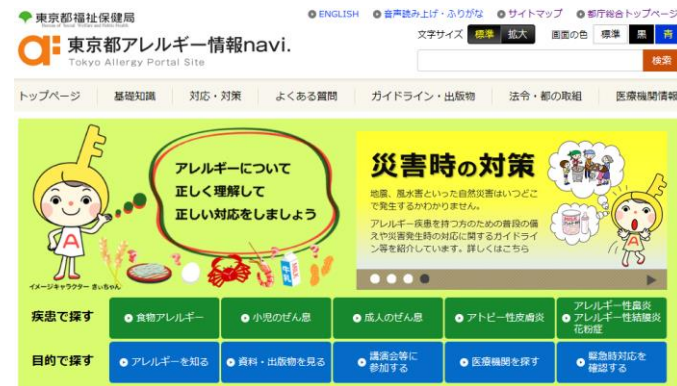 東京都福祉保健局
ENGLISH 音声読み上げ・ふりがな サイトマップ 都庁総合トップページ
東京都アレルギー情報navi.
Tokyo Allergy Portal Site
文字サイズ 標準 拡大 画面の色 標準 黒 青
検索
トップページ 基礎知識 対応・対策 よくある質問 ガイドライン・出版物 法令・都の取組 医療機関情報
アレルギーについて
正しく理解して
正しい対応をしましょう
A
牛乳
イメージキャラクター きぃちゃん
災害時の対策
地震、風水害といった自然災害はいつどこ
で発生するかわかりません。
アレルギー疾患を持つ方のための普段の備
えや災害発生時の対応に関するガイドライ
ン等を紹介しています。詳しくはこちら
A
疾患で探す 食物アレルギー 小児のぜん息 成人のぜん息 アトピー性皮膚炎
アレルギー性鼻炎
アレルギー性結膜炎
花粉症
目的で探す アレルギーを知る 資料・出版物を見る
講演会等に
参加する
医療機関を探す
緊急時対応を
確認する